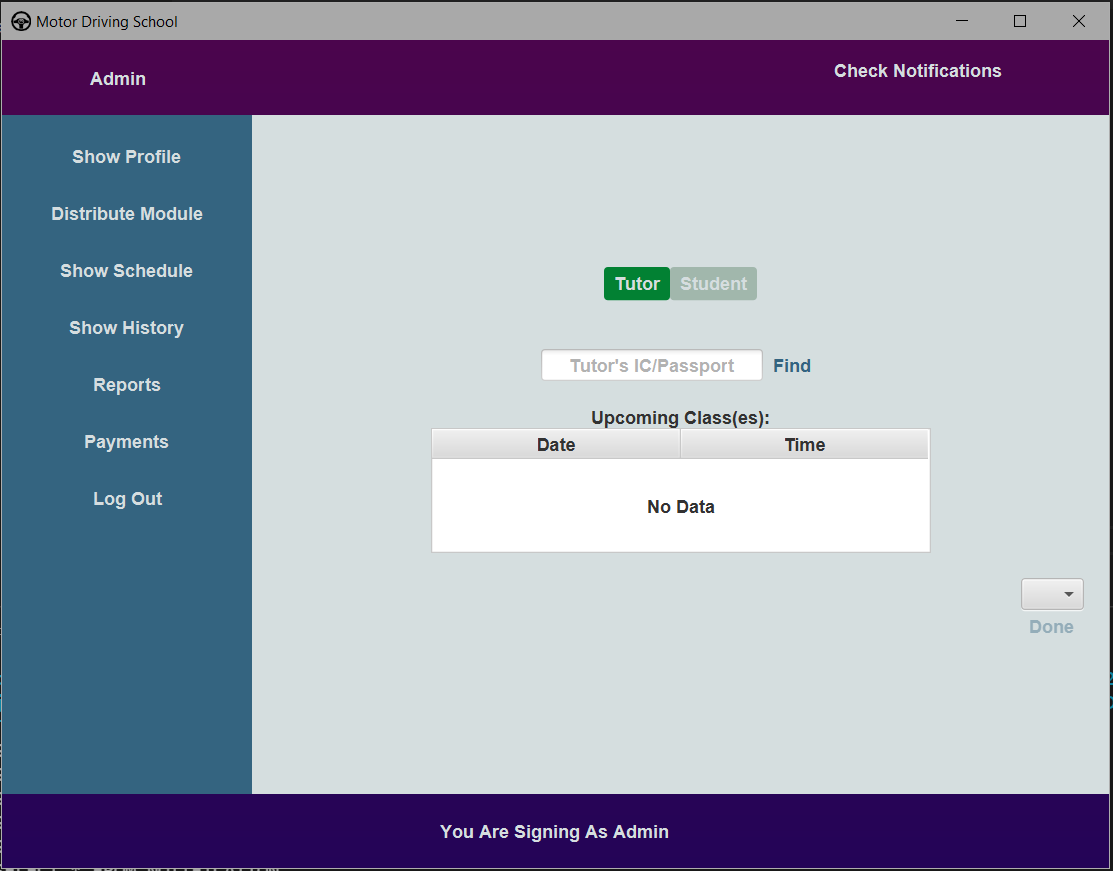 Motor Driving School
Admin
Check Notifications
Show Profile
Distribute Module
Show Schedule
Show History
Reports
Payments
Log Out
Tutor Student
Tutor's IC/Passport Find
Upcoming Class(es):
Date Time
No Data
Done
You Are Signing As Admin